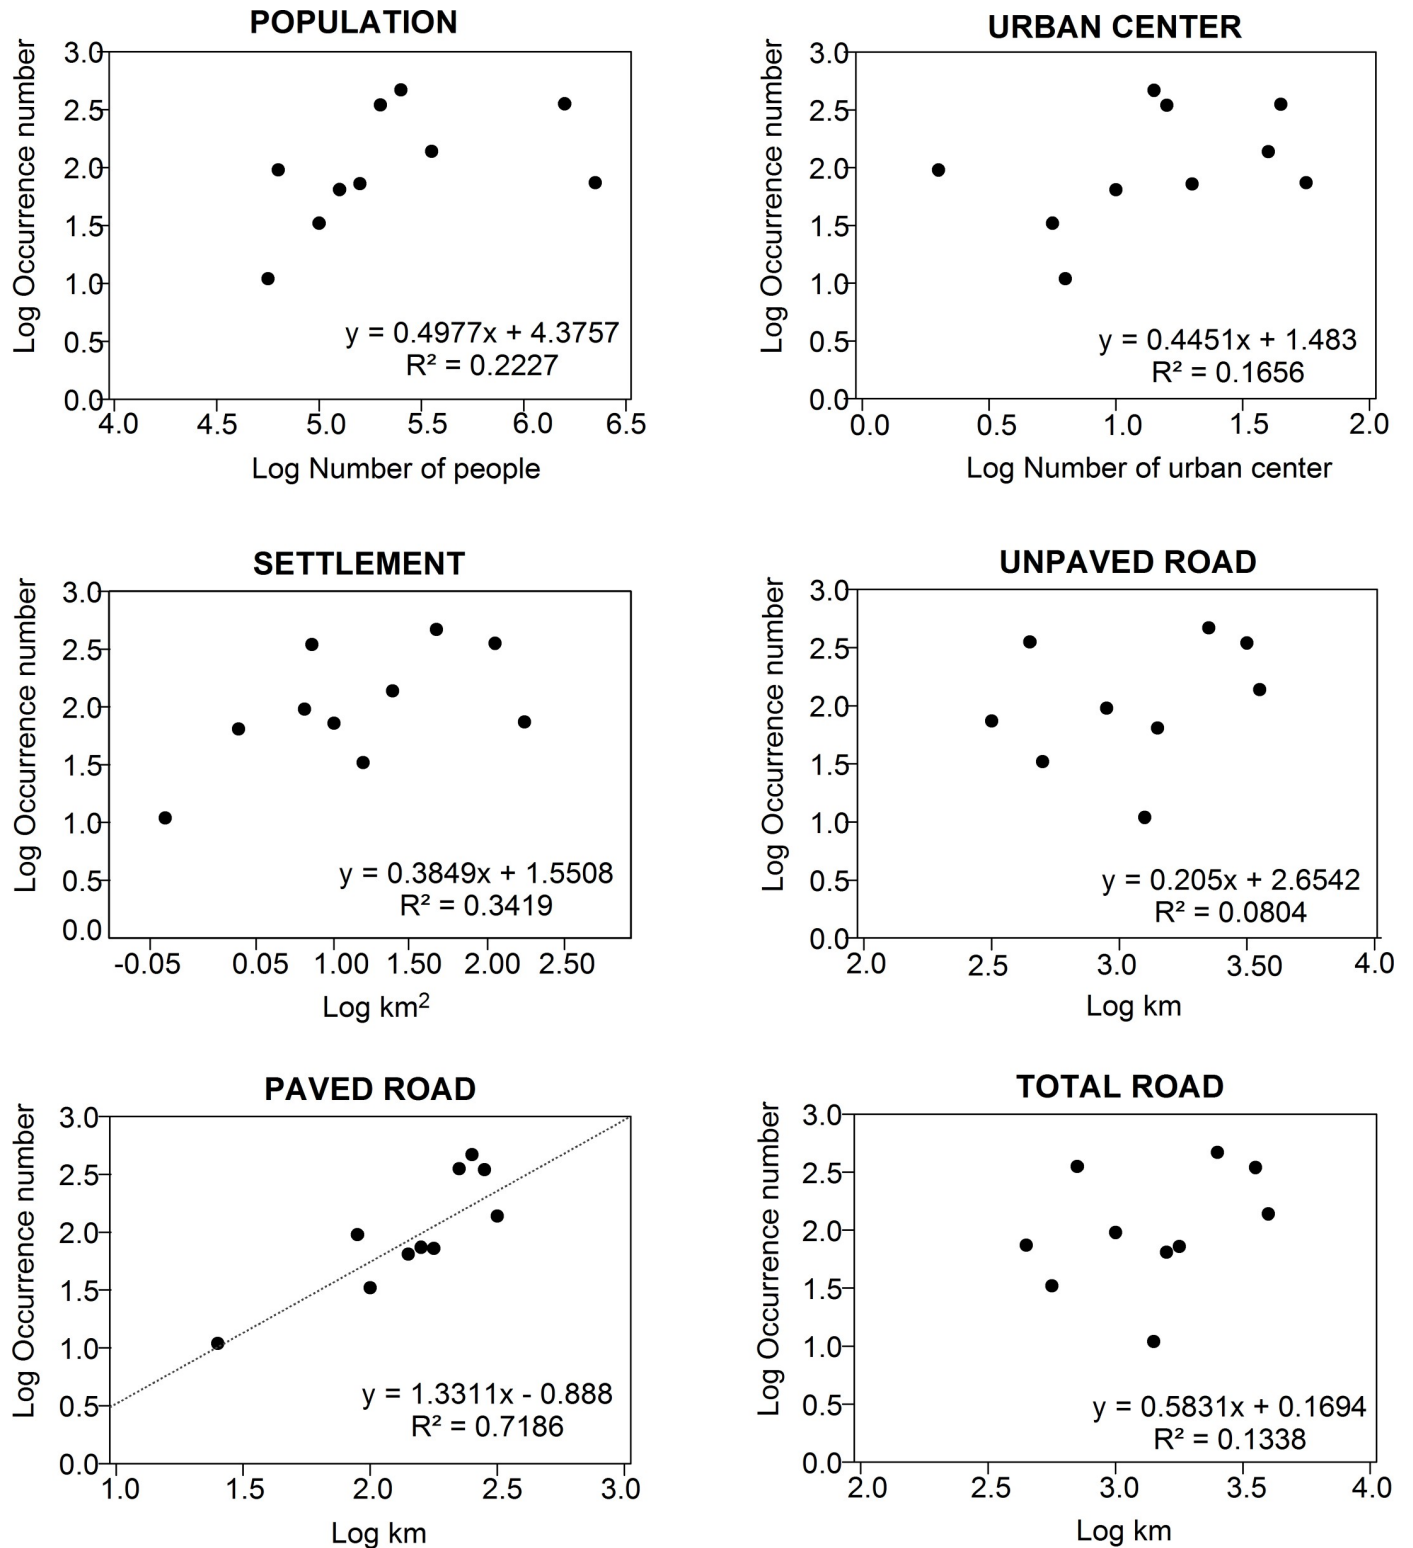 POPULATION
Log Occurrence number
3.0
2.5
2.0
1.5
1.0
0.5
0.0
y = 0.4977x + 4.3757
R² = 0.2227
4.0 4.5 5.0 5.5 6.0 6.5
Log Number of people
URBAN CENTER
Log Occurrence number
3.0
2.5
2.0
1.5
1.0
0.5
0.0
y = 0.4451x + 1.483
R² = 0.1656
0.0 0.5 1.0 1.5 2.0
Log Number of urban center
SETTLEMENT
Log Occurrence number
3.0
2.5
2.0
1.5
1.0
0.5
0.0
y = 0.3849x + 1.5508
R² = 0.3419
-0.05 0.05 1.00 1.50 2.00 2.50
Log km²
UNPAVED ROAD
Log Occurrence number
3.0
2.5
2.0
1.5
1.0
0.5
0.0
y = 0.205x + 2.6542
R² = 0.0804
2.0 2.5 3.0 3.50 4.0
Log km
PAVED ROAD
Log Occurrence number
3.0
2.5
2.0
1.5
1.0
0.5
0.0
y = 1.3311x - 0.888
R² = 0.7186
1.0 1.5 2.0 2.5 3.0
Log km
TOTAL ROAD
Log Occurrence number
3.0
2.5
2.0
1.5
1.0
0.5
0.0
y = 0.5831x + 0.1694
R² = 0.1338
2.0 2.5 3.0 3.5 4.0
Log km